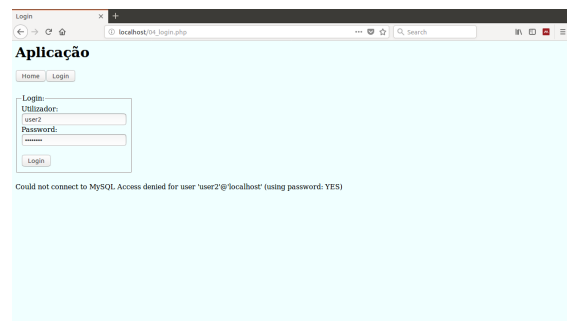 Login
localhost/04_login.php
Search
Aplicação
Home Login
Login:
Utilizador:
user2
Password:
••••••••
Login
Could not connect to MySQL Access denied for user 'user2'@'localhost' (using password: YES)